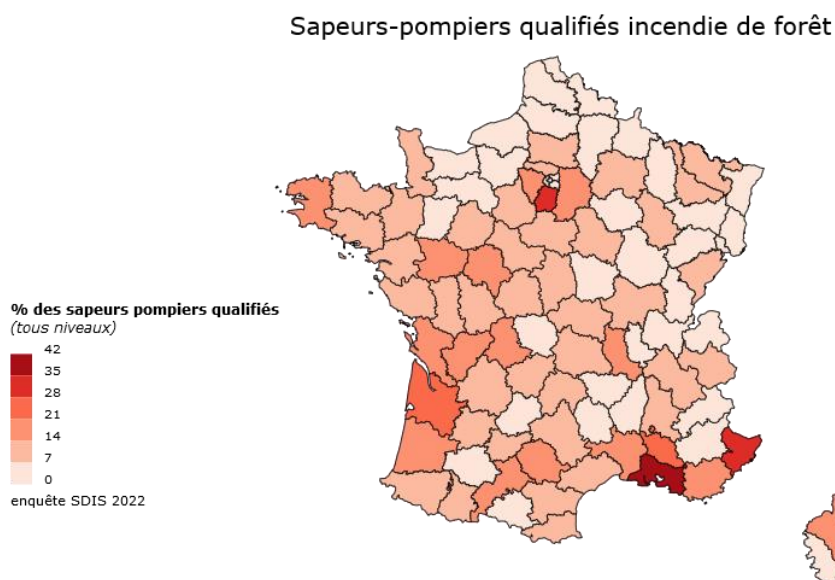 Sapeurs-pompiers qualifiés incendie de forêt
% des sapeurs pompiers qualifiés
(tous niveaux)
42
35
28
21
14
7
0
enquête SDIS 2022